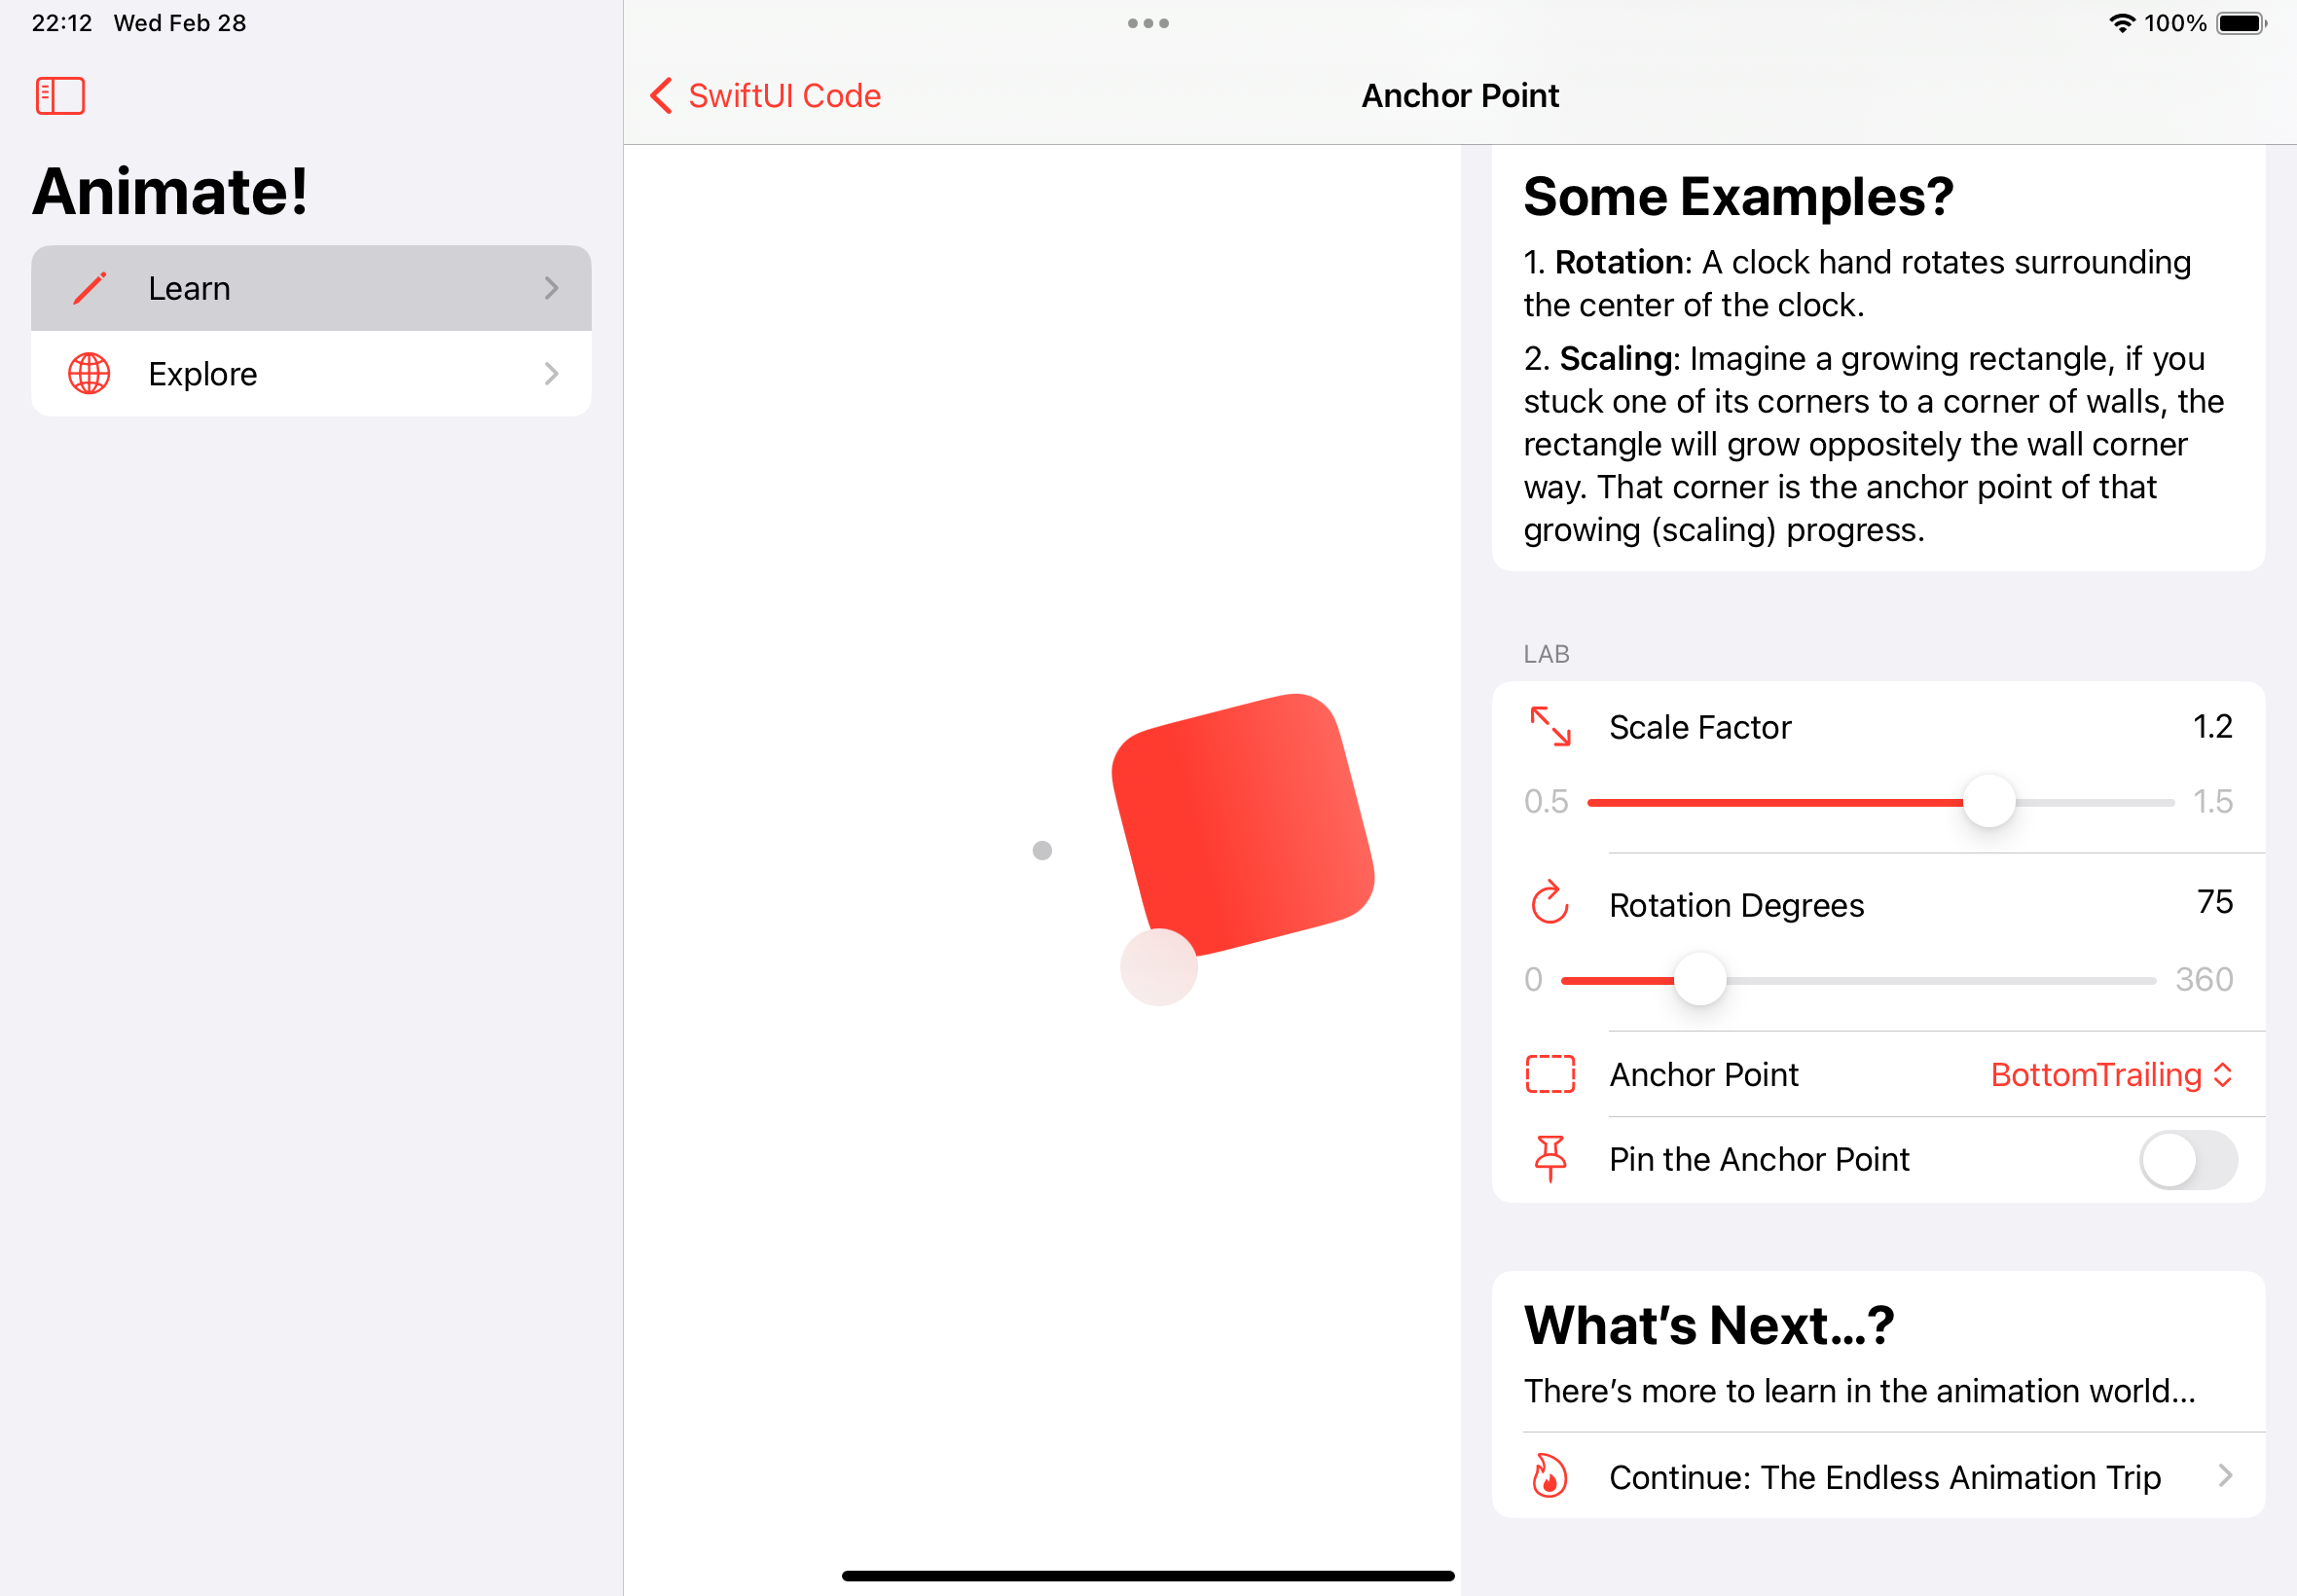 22:12 Wed Feb 28
100%
Animate!
Learn
Explore
SwiftUI Code
Anchor Point
Some Examples?
1. Rotation: A clock hand rotates surrounding
the center of the clock.
2. Scaling: Imagine a growing rectangle, if you
stuck one of its corners to a corner of walls, the
rectangle will grow oppositely the wall corner
way. That corner is the anchor point of that
growing (scaling) progress.
LAB
Scale Factor 1.2
0.5 1.5
Rotation Degrees 75
0 360
Anchor Point BottomTrailing
Pin the Anchor Point
What’s Next...?
There’s more to learn in the animation world...
Continue: The Endless Animation Trip